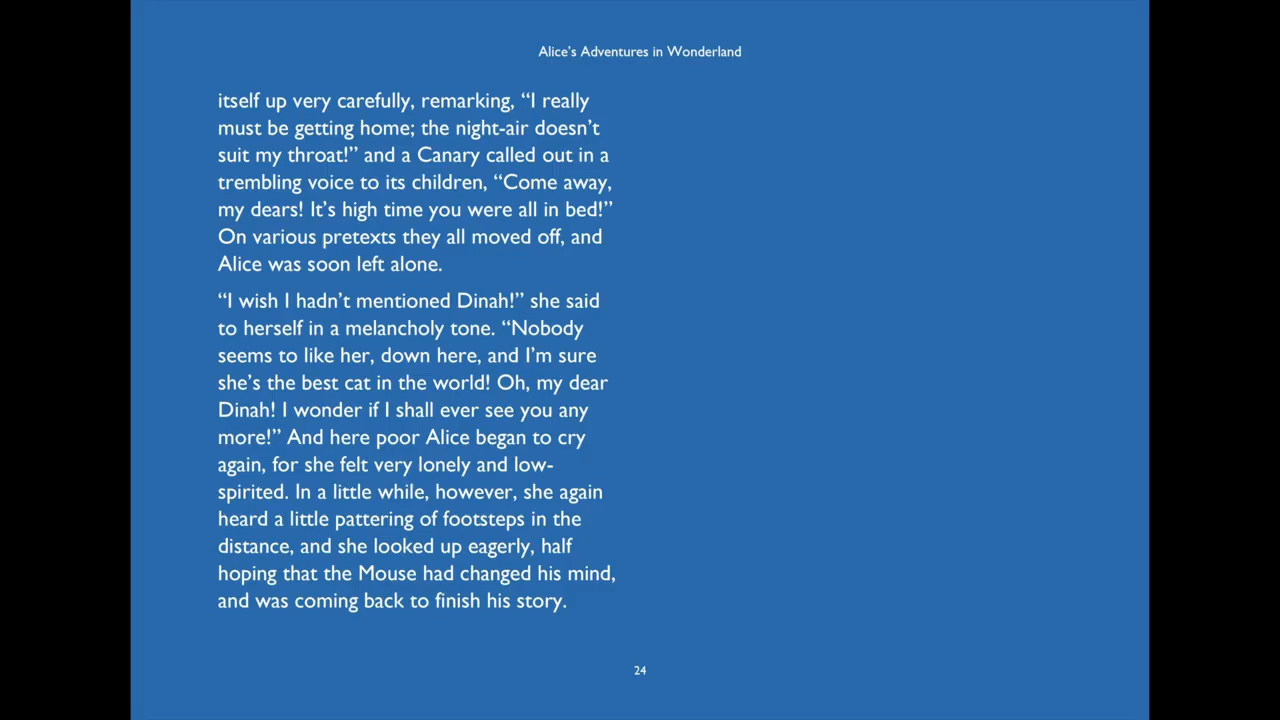 Alice’s Adventures in Wonderland
itself up very carefully, remarking, “I really
must be getting home; the night-air doesn’t
suit my throat!” and a Canary called out in a
trembling voice to its children, “Come away,
my dears! It’s high time you were all in bed!”
On various pretexts they all moved off, and
Alice was soon left alone.
“I wish I hadn’t mentioned Dinah!” she said
to herself in a melancholy tone. “Nobody
seems to like her, down here, and I’m sure
she’s the best cat in the world! Oh, my dear
Dinah! I wonder if I shall ever see you any
more!” And here poor Alice began to cry
again, for she felt very lonely and low-
spirited. In a little while, however, she again
heard a little pattering of footsteps in the
distance, and she looked up eagerly, half
hoping that the Mouse had changed his mind,
and was coming back to finish his story.
24